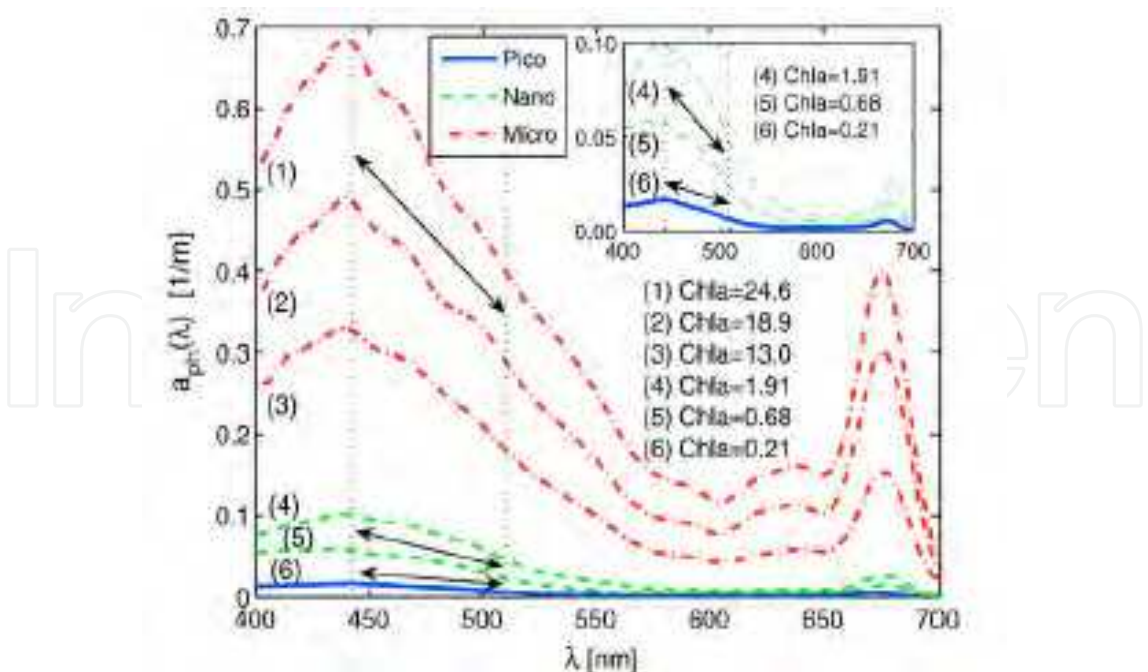 0.7
0.6
0.5
0.4
0.3
0.2
0.1
0
a_ph(λ) [1/m]
400 450 500 550 600 650 700
λ [nm]
Pico
Nano
Micro
(1)
(2)
(3)
(4)
(5)
(6)
0.10
0.05
0.00
400 500 600 700
(4)
(5)
(6)
(4) Chla=1.91
(5) Chla=0.68
(6) Chla=0.21
(1) Chla=24.6
(2) Chla=18.9
(3) Chla=13.0
(4) Chla=1.91
(5) Chla=0.68
(6) Chla=0.21